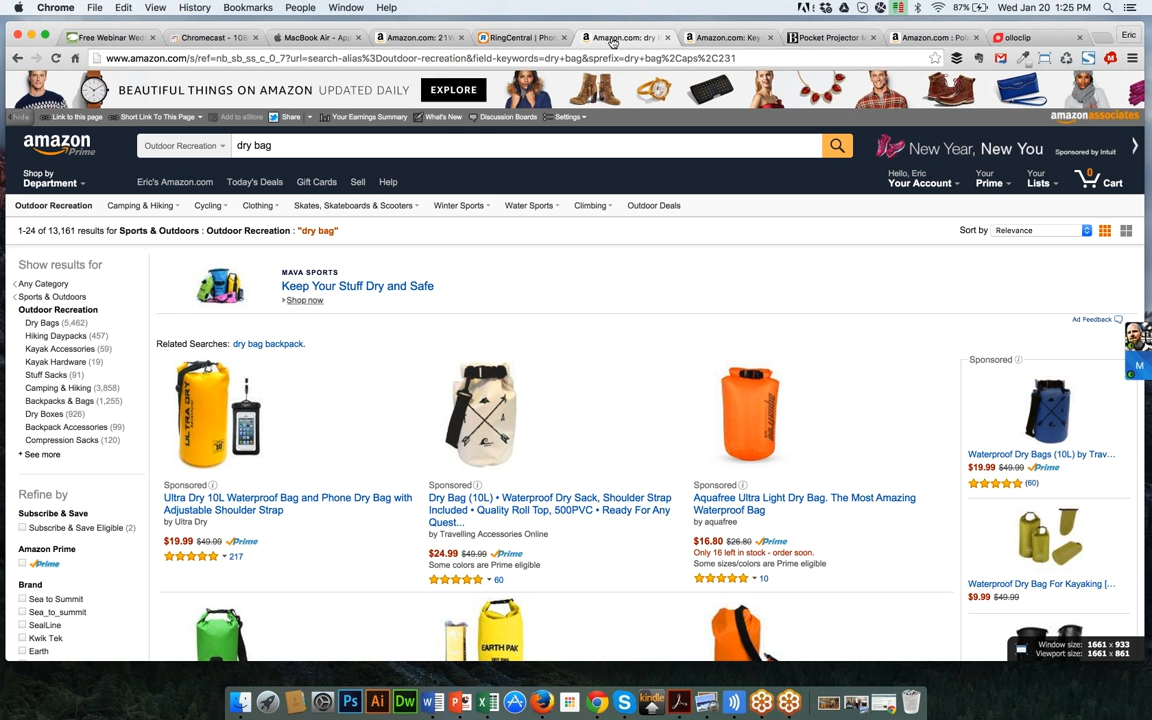 Chrome File Edit View History Bookmarks People Window Help 87% Wed Jan 20 1:25 PM
Free Webinar Wed Chromecast - 108 MacBook Air - App Amazon.com: 21W RingCentral | Phon Amazon.com: dry b Amazon.com: Key Pocket Projector M Amazon.com : Pola olloclip Eric
www.amazon.com/s/ref=nb_sb_ss_c_0_7?url=search-alias%3Doutdoor-recreation&field-keywords=dry+bag&sprefix=dry+bag%2Caps%2C231
BEAUTIFUL THINGS ON AMAZON UPDATED DAILY EXPLORE
hide Link to this page Short Link To This Page Add to aStore Share Your Earnings Summary What's New Discussion Boards Settings amazonassociates
amazon Prime Outdoor Recreation dry bag New Year, New You Sponsored by Intuit
Shop by Department Eric's Amazon.com Today's Deals Gift Cards Sell Help Hello, Eric Your Account Your Prime Your Lists 0 Cart
Outdoor Recreation Camping & Hiking Cycling Clothing Skates, Skateboards & Scooters Winter Sports Water Sports Climbing Outdoor Deals
1-24 of 13,161 results for Sports & Outdoors : Outdoor Recreation : "dry bag" Sort by Relevance
Show results for
Any Category
Sports & Outdoors
Outdoor Recreation
Dry Bags (5,462)
Hiking Daypacks (457)
Kayak Accessories (59)
Kayak Hardware (19)
Stuff Sacks (91)
Camping & Hiking (3,858)
Backpacks & Bags (1,255)
Dry Boxes (926)
Backpack Accessories (99)
Compression Sacks (120)
+ See more
Refine by
Subscribe & Save
Subscribe & Save Eligible (2)
Amazon Prime
Prime
Brand
Sea to Summit
Sea_to_summit
SealLine
Kwik Tek
Earth
MAVA SPORTS
Keep Your Stuff Dry and Safe
Shop now
Ad Feedback
Related Searches: dry bag backpack.
ULTRA DRY
Sponsored
Ultra Dry 10L Waterproof Bag and Phone Dry Bag with
Adjustable Shoulder Strap
by Ultra Dry
$19.99 $49.99 Prime
217
Sponsored
Dry Bag (10L) • Waterproof Dry Sack, Shoulder Strap
Included • Quality Roll Top, 500PVC • Ready For Any
Quest...
by Travelling Accessories Online
$24.99 $49.99 Prime
Some colors are Prime eligible
60
aquafree
Sponsored
Aquafree Ultra Light Dry Bag. The Most Amazing
Waterproof Bag
by aquafree
$16.80 $26.80 Prime
Only 16 left in stock - order soon.
Some sizes/colors are Prime eligible
10
EARTH PAK
Sponsored
Waterproof Dry Bags (10L) by Trav...
$19.99 $49.99 Prime
(60)
Waterproof Dry Bag For Kayaking [...
$9.99 $49.99
M
Window size: 1661 x 933
Viewport size: 1661 x 861
Ps Ai Dw kindle